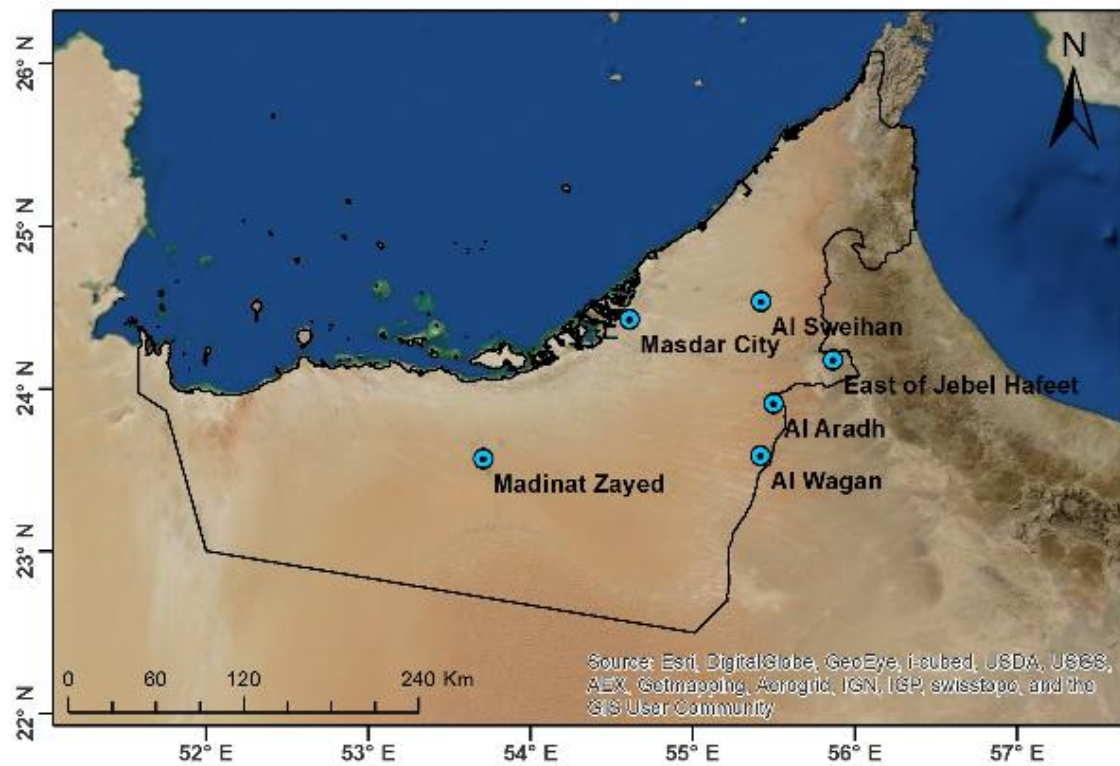 26° N
N
25° N
Al Sweihan
Masdar City
24° N
East of Jebel Hafeet
Al Aradh
Al Wagan
Madinat Zayed
23° N
Source: Esri, DigitalGlobe, GeoEye, i-cubed, USDA, USGS,
AEX, Getmapping, Aerogrid, IGN, IGP, swisstopo, and the
GIS User Community
0 60 120 240 Km
22° N
52° E 53° E 54° E 55° E 56° E 57° E